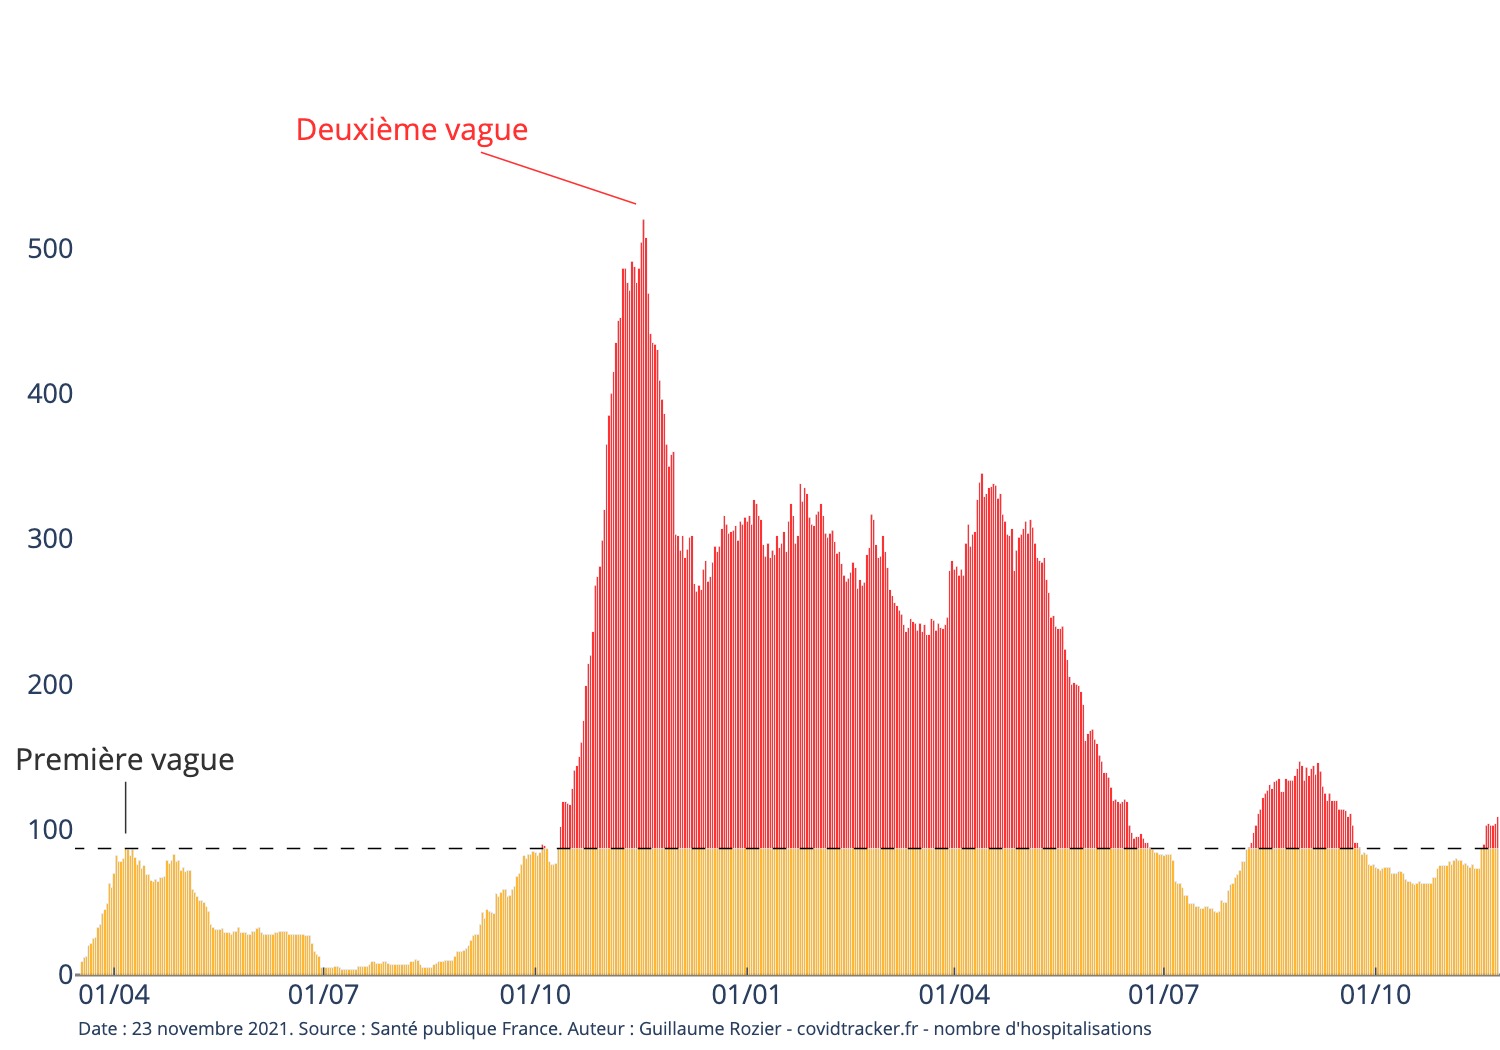 Deuxième vague
500
400
300
200
Première vague
100
0
01/04 01/07 01/10 01/01 01/04 01/07 01/10
Date : 23 novembre 2021. Source : Santé publique France. Auteur : Guillaume Rozier - covidtracker.fr - nombre d'hospitalisations